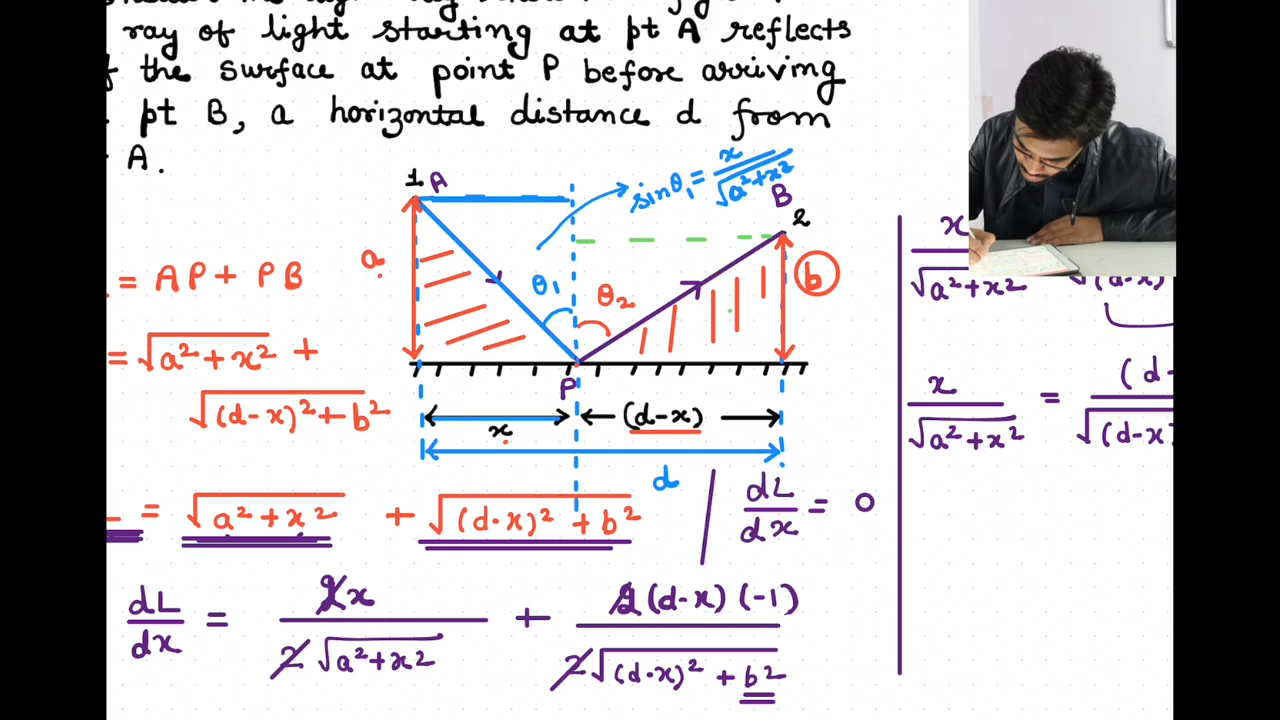 ray of light starting at pt A reflects
the surface at point P before arriving
pt B, a horizontal distance d from
A.
1 A
sinθ₁ = x/√(a²+x²)
B
2
a
θ₁
θ₂
b
= AP + PB
= √(a²+x²) +
√((d-x)²+b²)
P
x
(d-x)
d
= √(a²+x²) + √((d-x)²+b²)
dL/dx = 0
dL/dx = 2x/(2√(a²+x²)) + 2(d-x)(-1)/(2√((d-x)²+b²))
x/√(a²+x²)
x/√(a²+x²) = (d-/√((d-x)